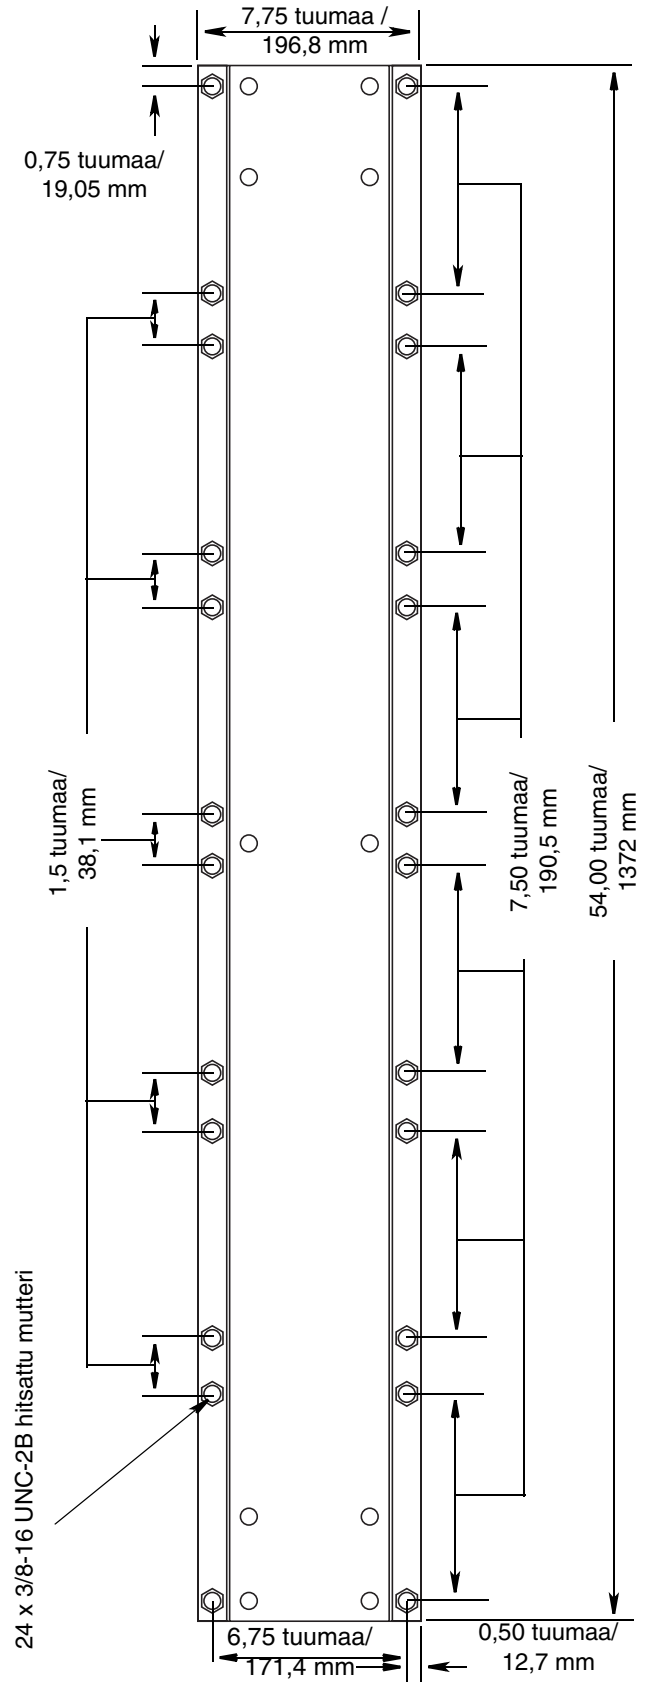 7,75 tuumaa /
196,8 mm
0,75 tuumaa/
19,05 mm
1,5 tuumaa/
38,1 mm
7,50 tuumaa/
190,5 mm
54,00 tuumaa/
1372 mm
24 x 3/8-16 UNC-2B hitsattu mutteri
6,75 tuumaa/
171,4 mm
0,50 tuumaa/
12,7 mm